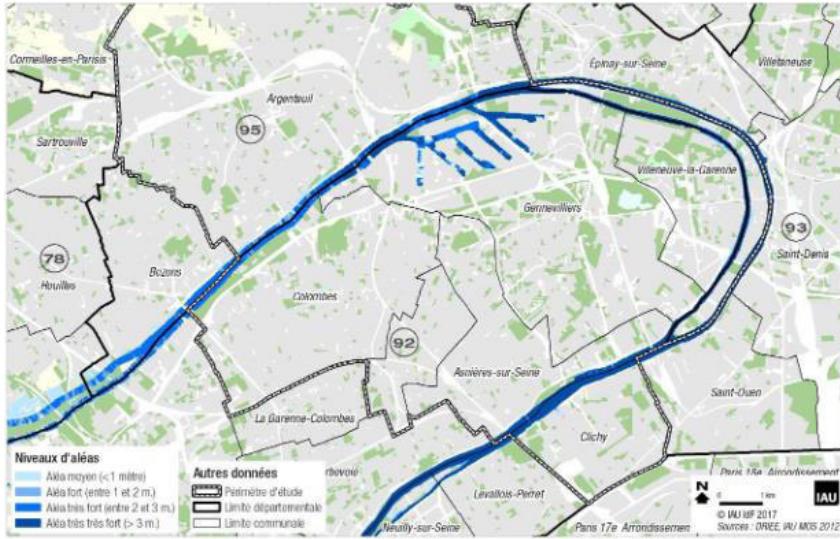 Cormeilles-en-Parisis
Épinay-sur-Seine
Villetaneuse
Argenteuil
95
Sartrouville
Villeneuve-la-Garenne
Gennevilliers
93
Saint-Denis
78
Houilles
Bezons
Colombes
92
Asnières-sur-Seine
Saint-Ouen
La Garenne-Colombes
Clichy
Levallois-Perret
Neuilly-sur-Seine
Paris 17e Arrondissement
Niveaux d'aléas
Aléa moyen (<1 mètre)
Aléa fort (entre 1 et 2 m.)
Aléa très fort (entre 2 et 3 m.)
Aléa très très fort (> 3 m.)
Autres données
Périmètre d'étude
Limite départementale
Limite communale
N
0 1 km
IAU
© IAU IdF 2017
Sources : DRIEE, IAU MOS 2012